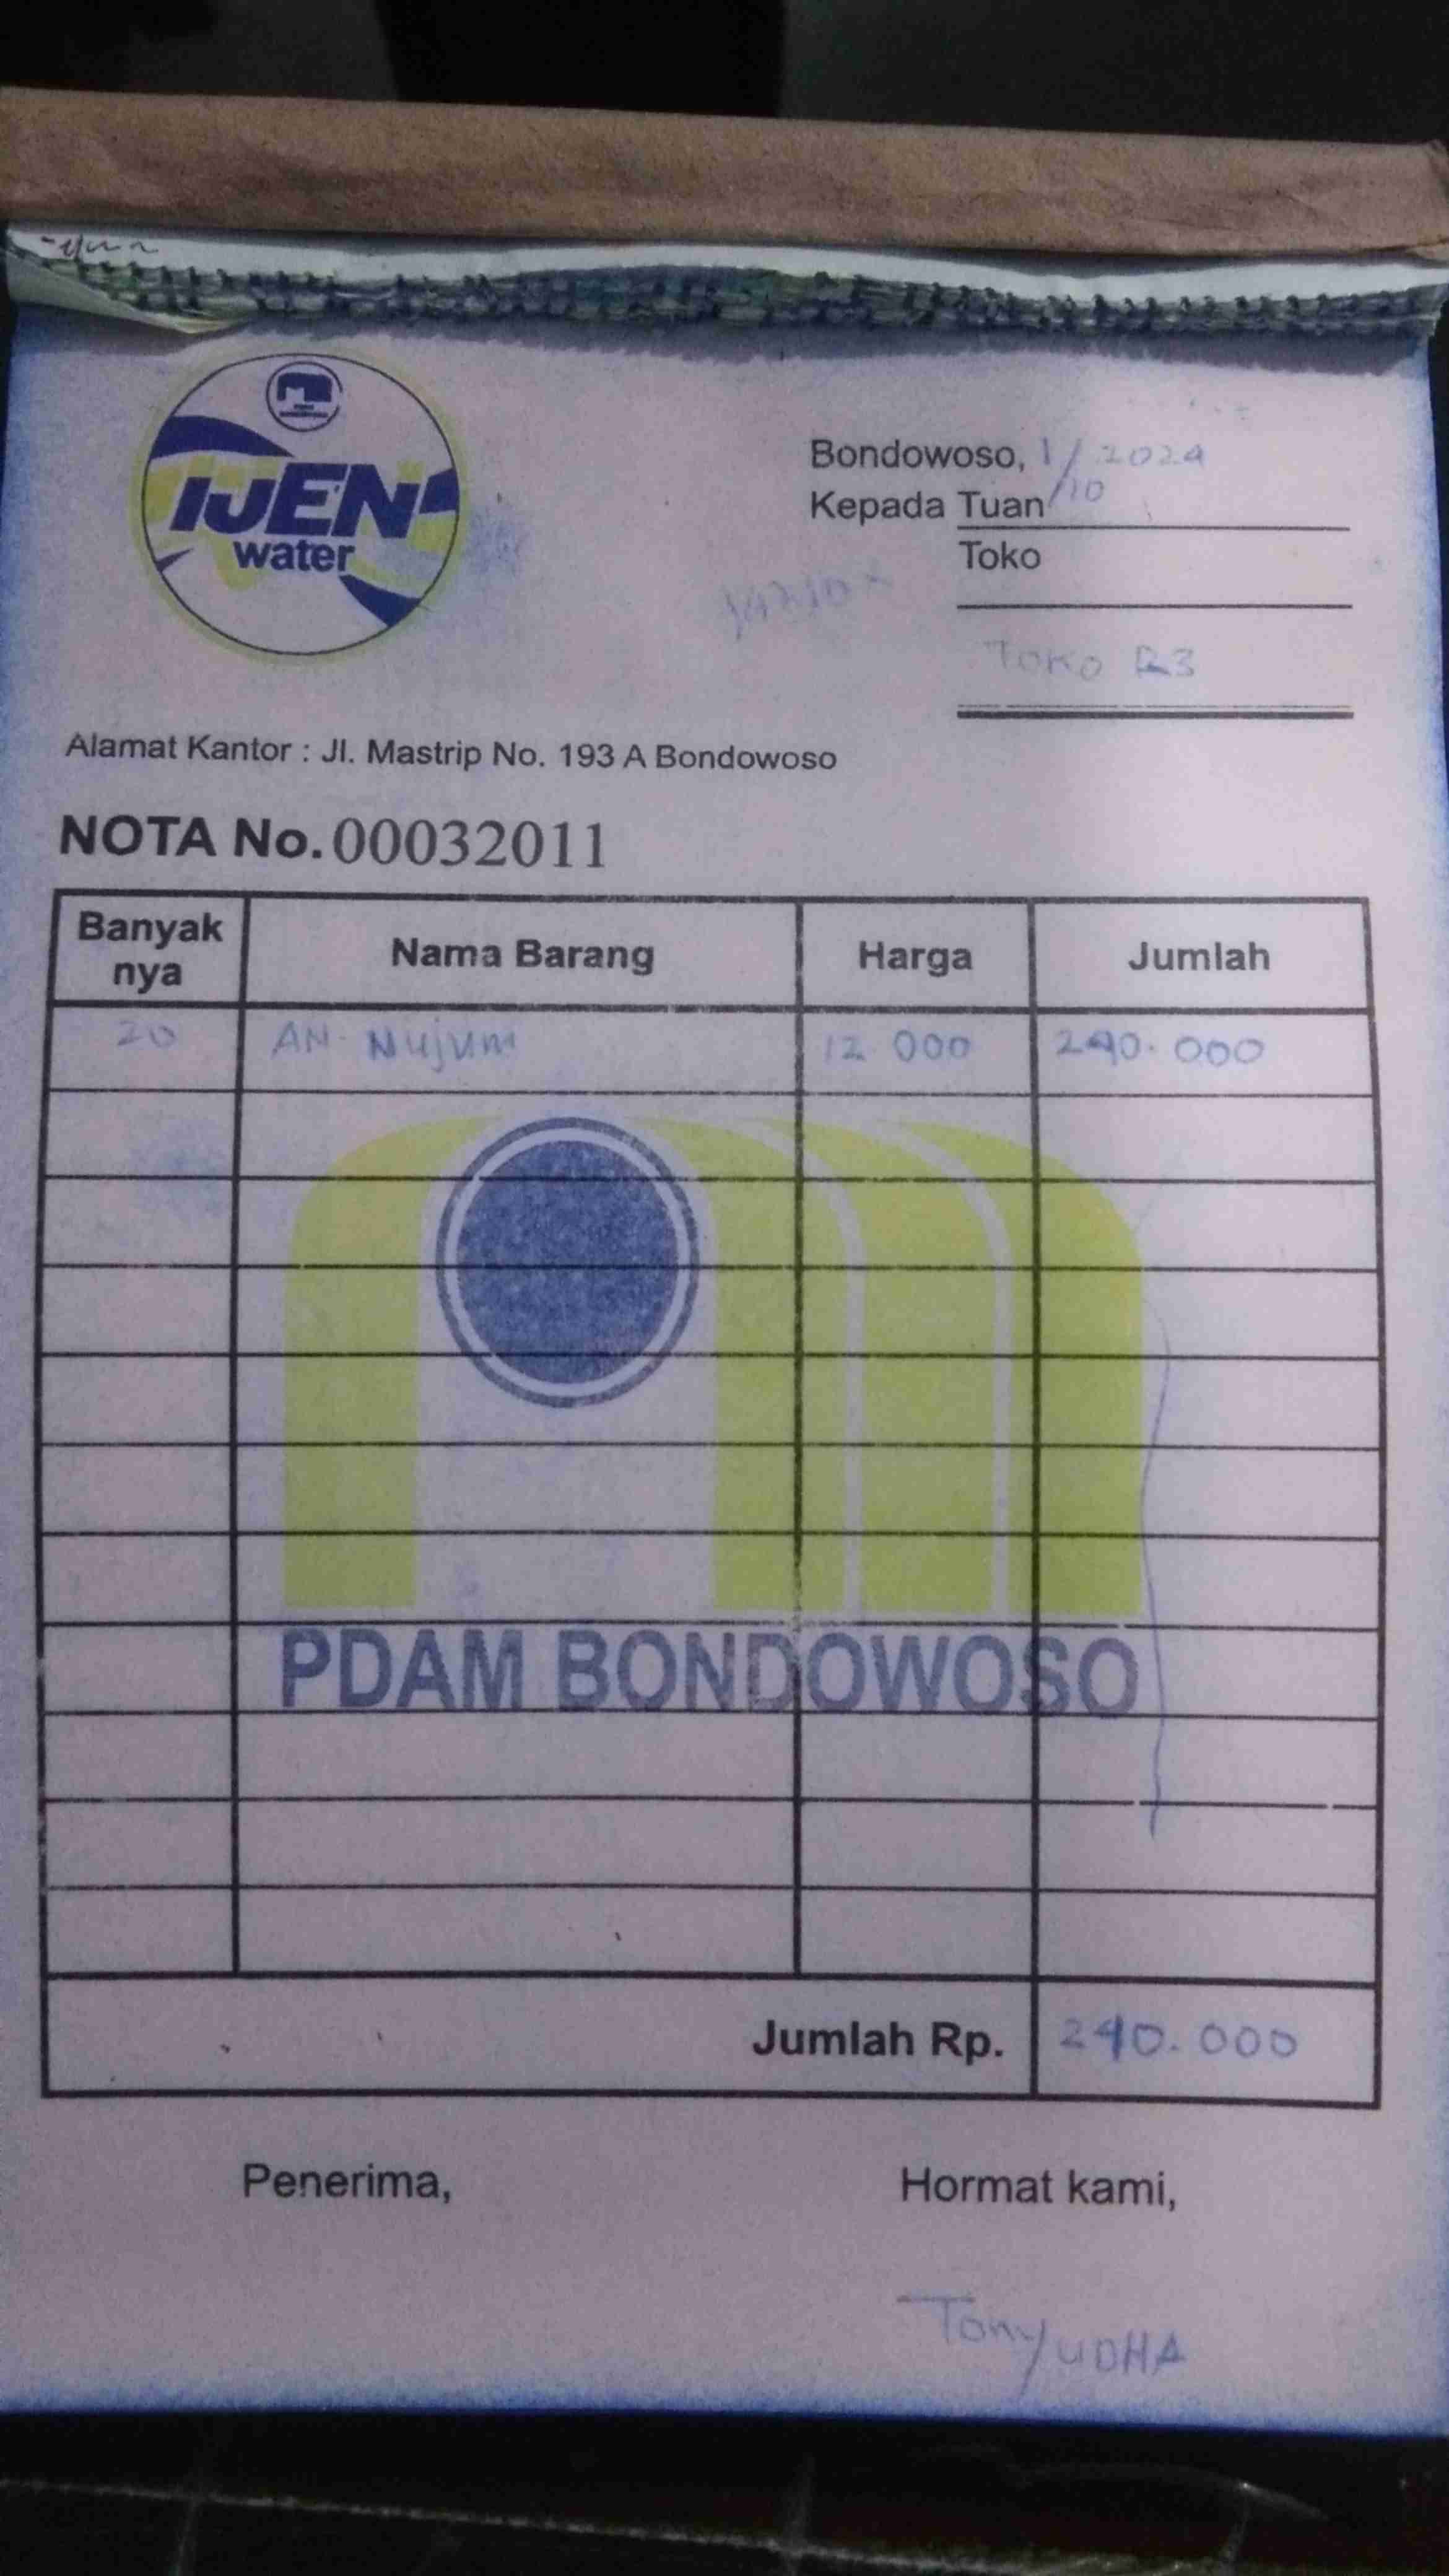 IJEN
water
Bondowoso, 1/10 2024
Kepada Tuan
Toko
Toko R3
Alamat Kantor : Jl. Mastrip No. 193 A Bondowoso
NOTA No. 00032011
Banyak nya Nama Barang Harga Jumlah
20 AN. Nujum 12 000 240.000
PDAM BONDOWOSO
Jumlah Rp. 240.000
Penerima, Hormat kami,
Tony UDHA